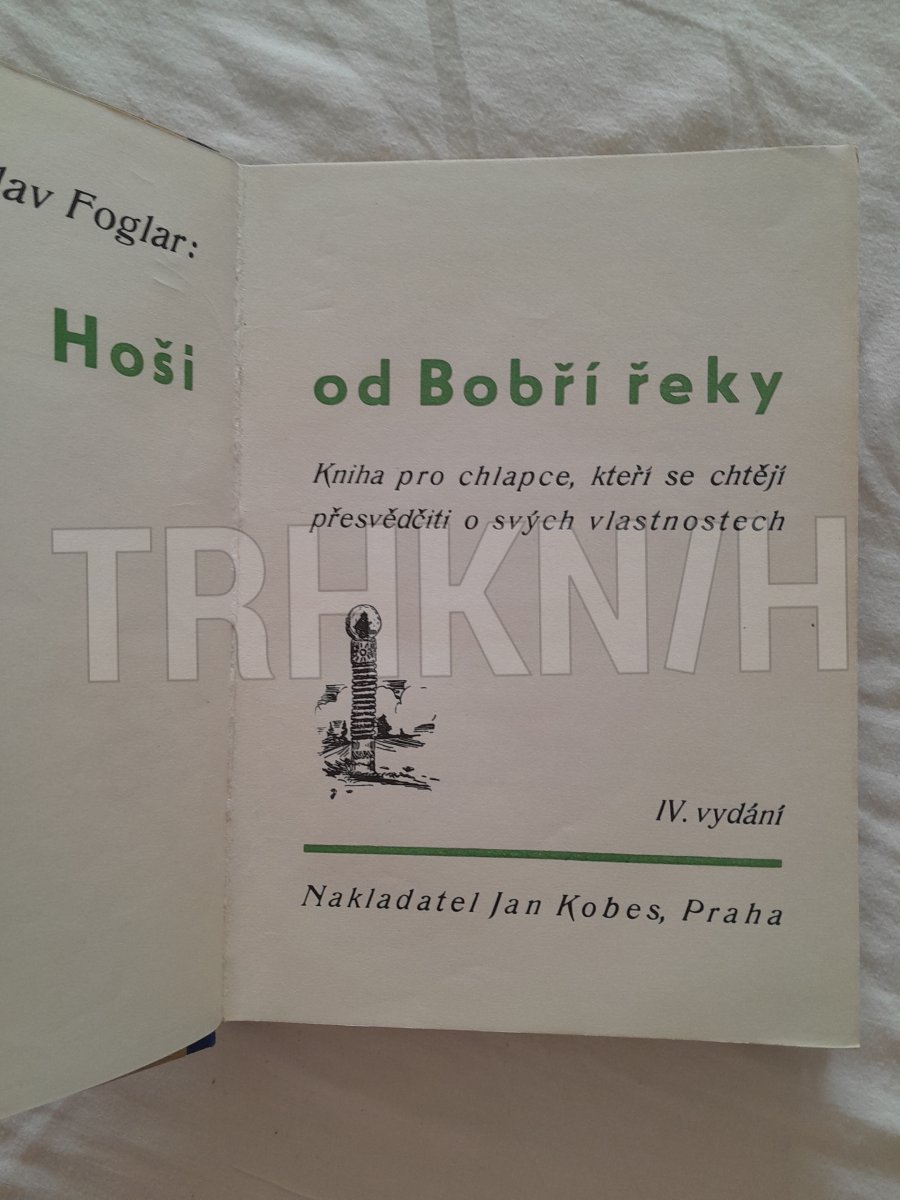 lav Foglar:
Hoši od Bobří řeky
Kniha pro chlapce, kteří se chtějí
přesvědčiti o svých vlastnostech
TRHKNIH
IV. vydání
Nakladatel Jan Kobes, Praha